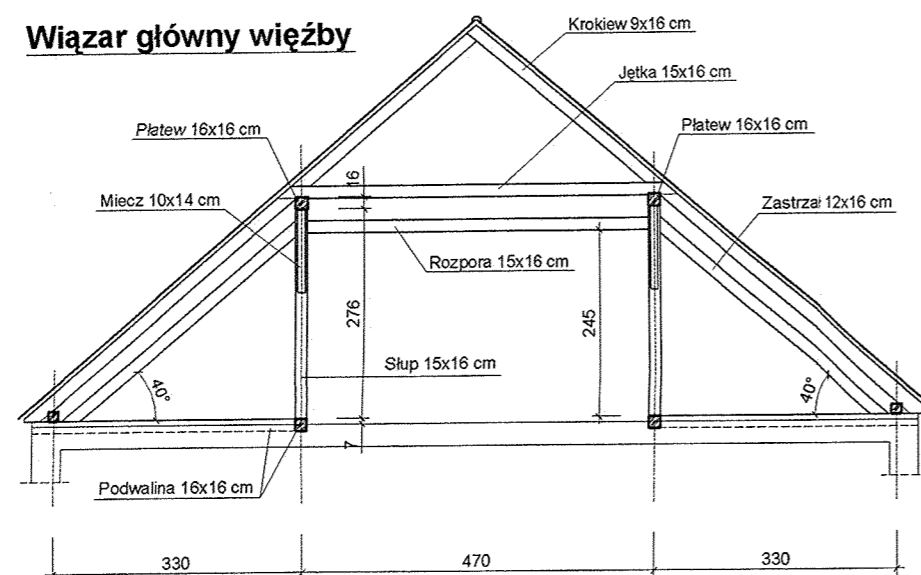 Wiązar główny więźby
Krokiew 9x16 cm
Jętka 15x16 cm
Płatew 16x16 cm
Płatew 16x16 cm
Miecz 10x14 cm
16
Zastrzał 12x16 cm
Rozpora 15x16 cm
276
245
Słup 15x16 cm
40°
40°
7
Podwalina 16x16 cm
330
470
330